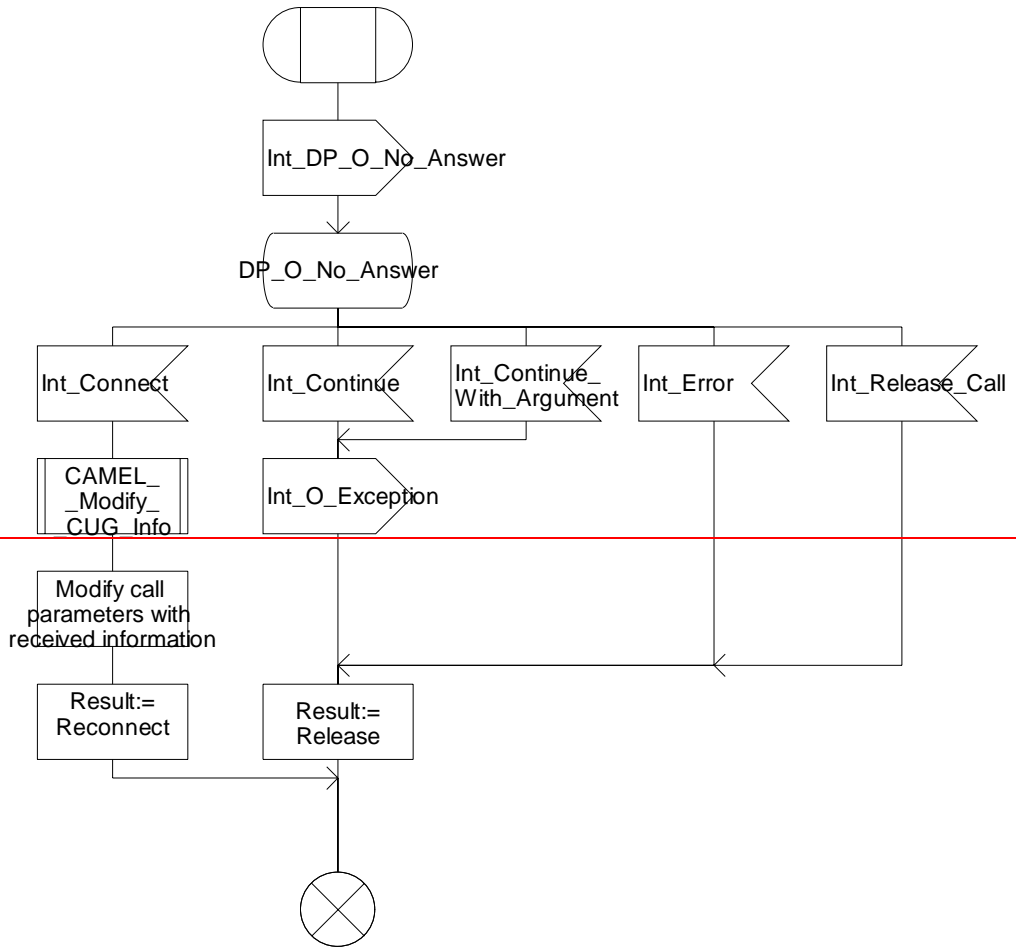 Int_DP_O_No_Answer
DP_O_No_Answer
Int_Connect
Int_Continue
Int_Continue_
With_Argument
Int_Error
Int_Release_Call
CAMEL_
_Modify_
_CUG_Info
Int_O_Exception
Modify call
parameters with
received information
Result:=
Reconnect
Result:=
Release